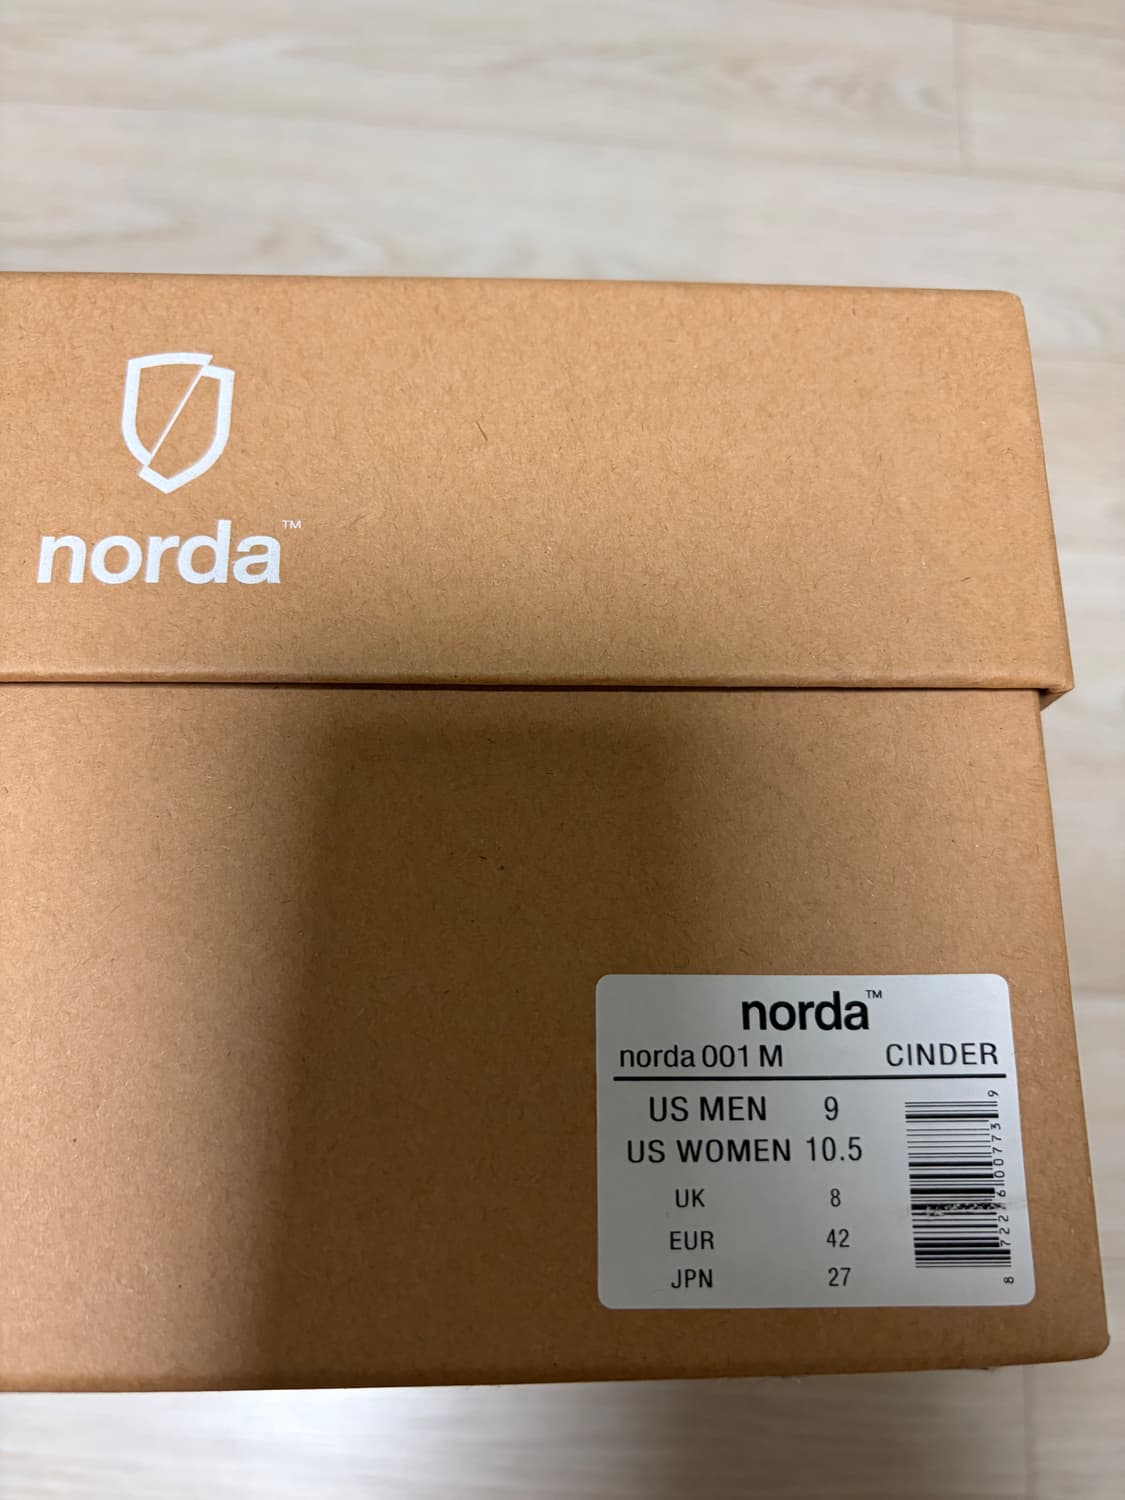 norda™
norda™
norda 001 M CINDER
US MEN 9
US WOMEN 10.5
UK 8
EUR 42
JPN 27